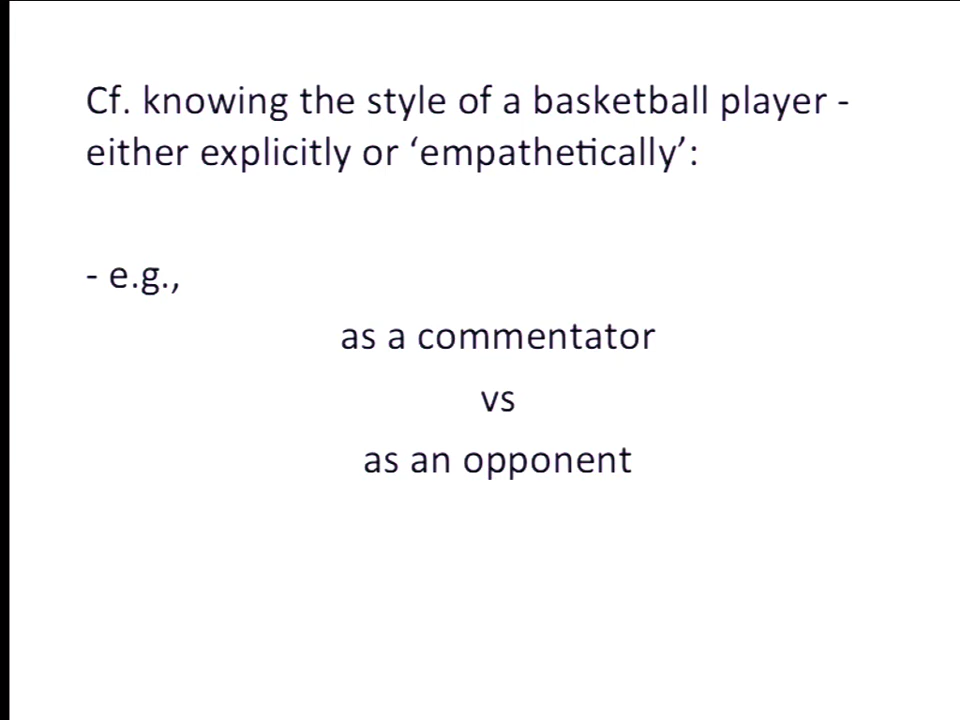 Cf. knowing the style of a basketball player -
either explicitly or ‘empathetically’:
- e.g.,
as a commentator
vs
as an opponent